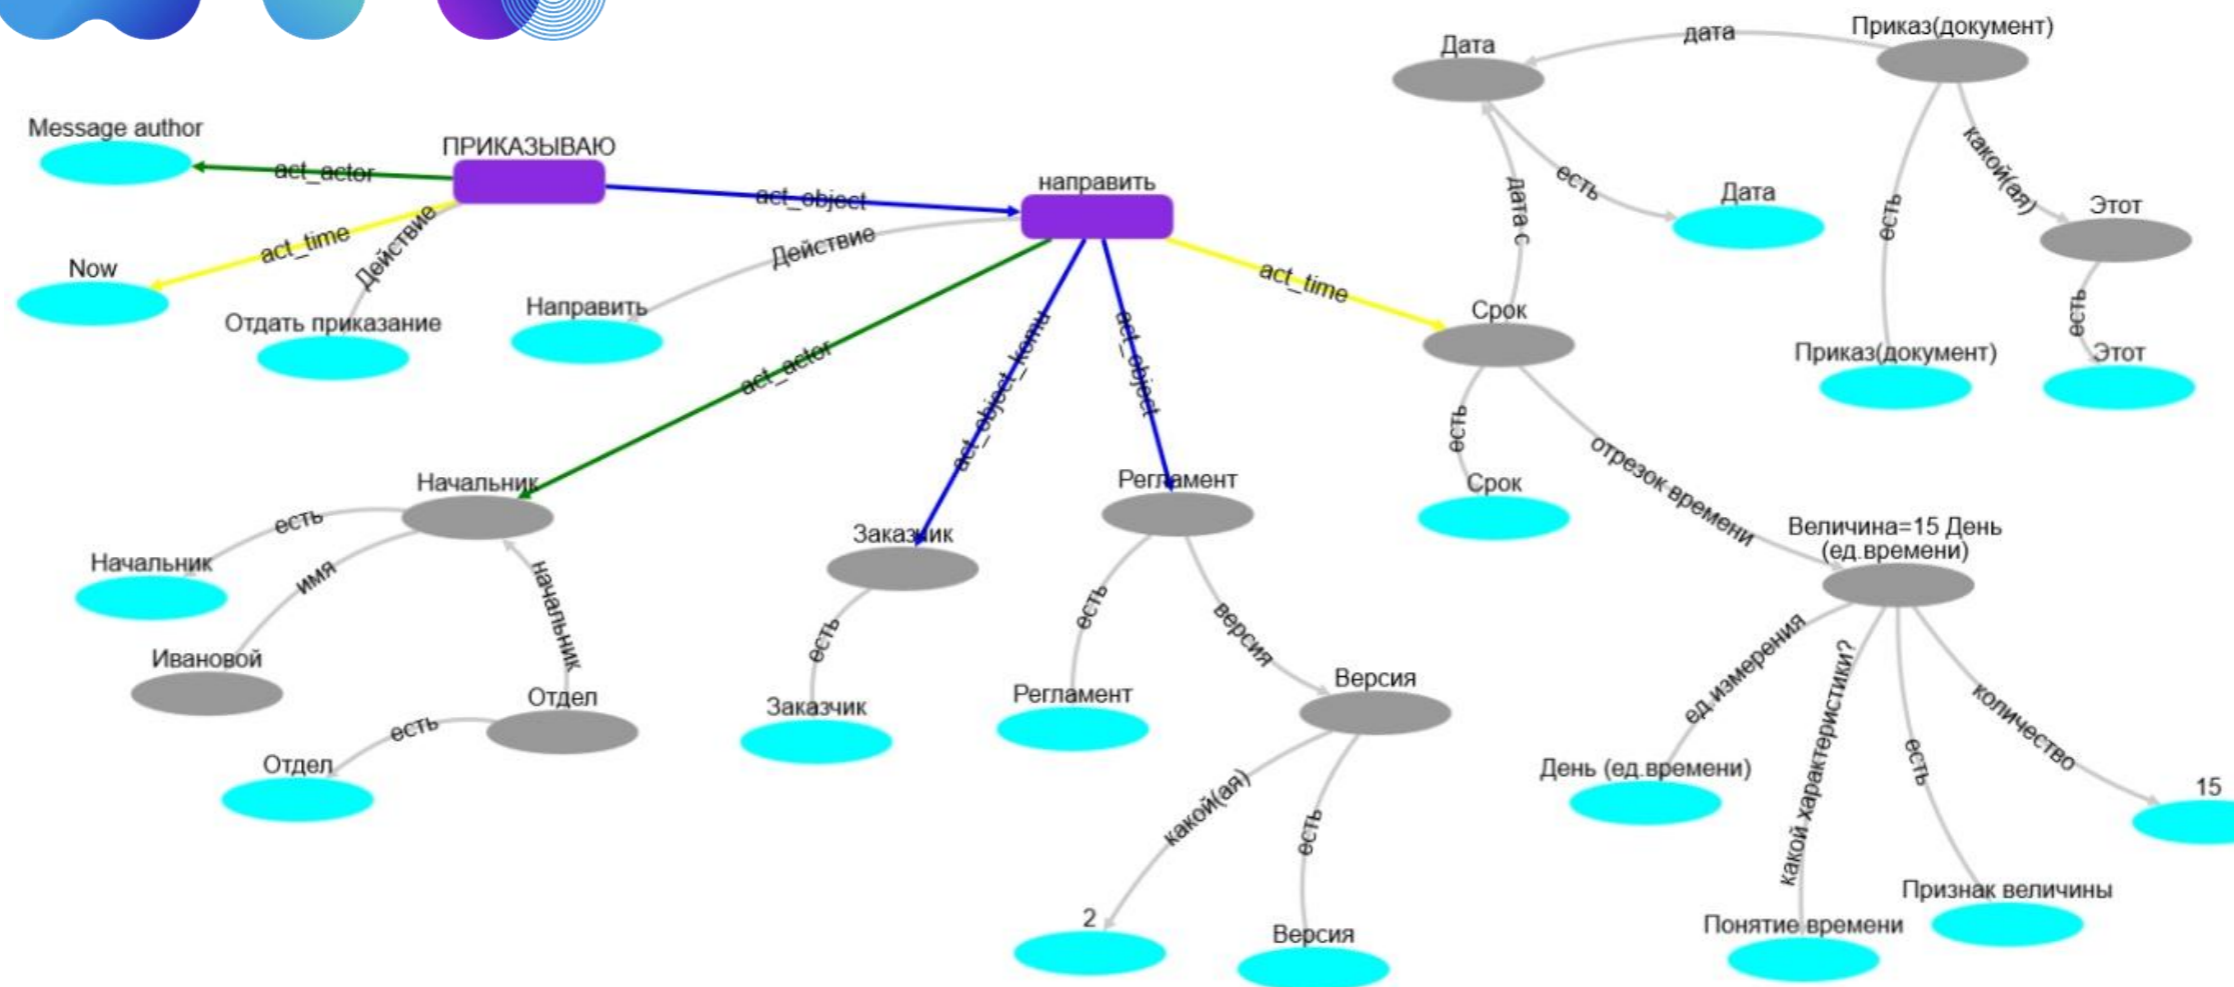 Приказ(документ)
дата
Дата
Message author
ПРИКАЗЫВАЮ
act_actor
act_object
направить
какой(ая)
есть
Дата
Этот
дата с
есть
act_time
Действие
Действие
Now
act_time
Отдать приказание
Направить
Срок
есть
Приказ(документ)
Этот
act_actor
act_object_komu
act_object
есть
отрезок времени
Начальник
Регламент
Срок
есть
Заказчик
Величина=15 День
(ед.времени)
Начальник
имя
начальник
есть
есть
версия
Ивановой
Отдел
Заказчик
Регламент
Версия
ед.измерения
какой характеристики?
есть
количество
есть
Отдел
День (ед.времени)
15
какой(ая)
есть
2
Версия
Понятие времени
Признак величины